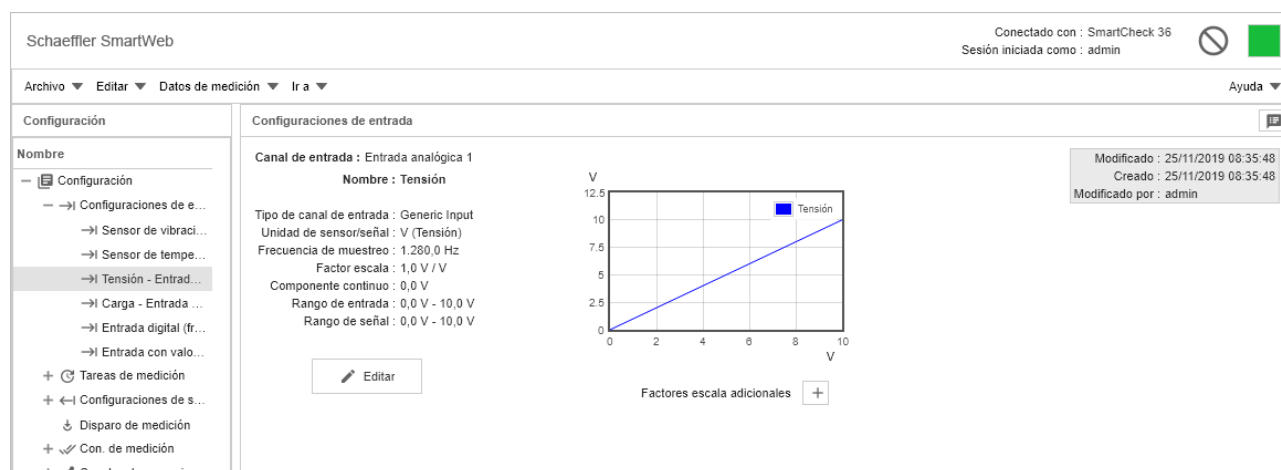 Schaeffler SmartWeb
Conectado con : SmartCheck 36
Sesión iniciada como : admin
Archivo Editar Datos de medición Ir a Ayuda
Configuración
Configuraciones de entrada
Nombre
Configuración
Configuraciones de e...
Sensor de vibraci...
Sensor de tempe...
Tensión - Entrad...
Carga - Entrada ...
Entrada digital (fr...
Entrada con valo...
Tareas de medición
Configuraciones de s...
Disparo de medición
Con. de medición
Canal de entrada : Entrada analógica 1
Nombre : Tensión
Tipo de canal de entrada : Generic Input
Unidad de sensor/señal : V (Tensión)
Frecuencia de muestreo : 1.280,0 Hz
Factor escala : 1,0 V / V
Componente continuo : 0,0 V
Rango de entrada : 0,0 V - 10,0 V
Rango de señal : 0,0 V - 10,0 V
Editar
V
12.5
10
7.5
5
2.5
0
Tensión
0 2 4 6 8 10
V
Factores escala adicionales +
Modificado : 25/11/2019 08:35:48
Creado : 25/11/2019 08:35:48
Modificado por : admin